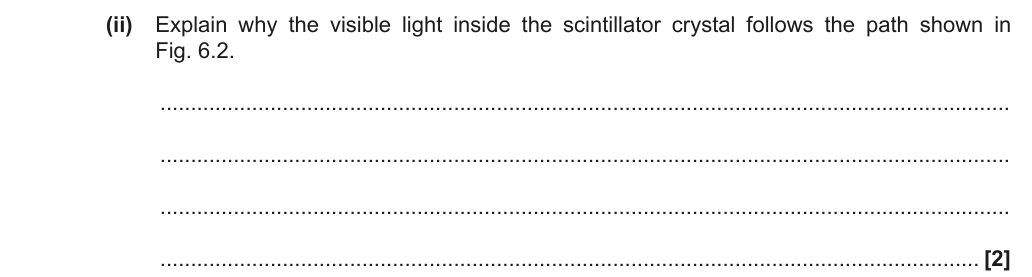 (ii) Explain why the visible light inside the scintillator crystal follows the path shown in
Fig. 6.2.
..........................................................................................................................................
..........................................................................................................................................
..........................................................................................................................................
..................................................................................................................................... [2]